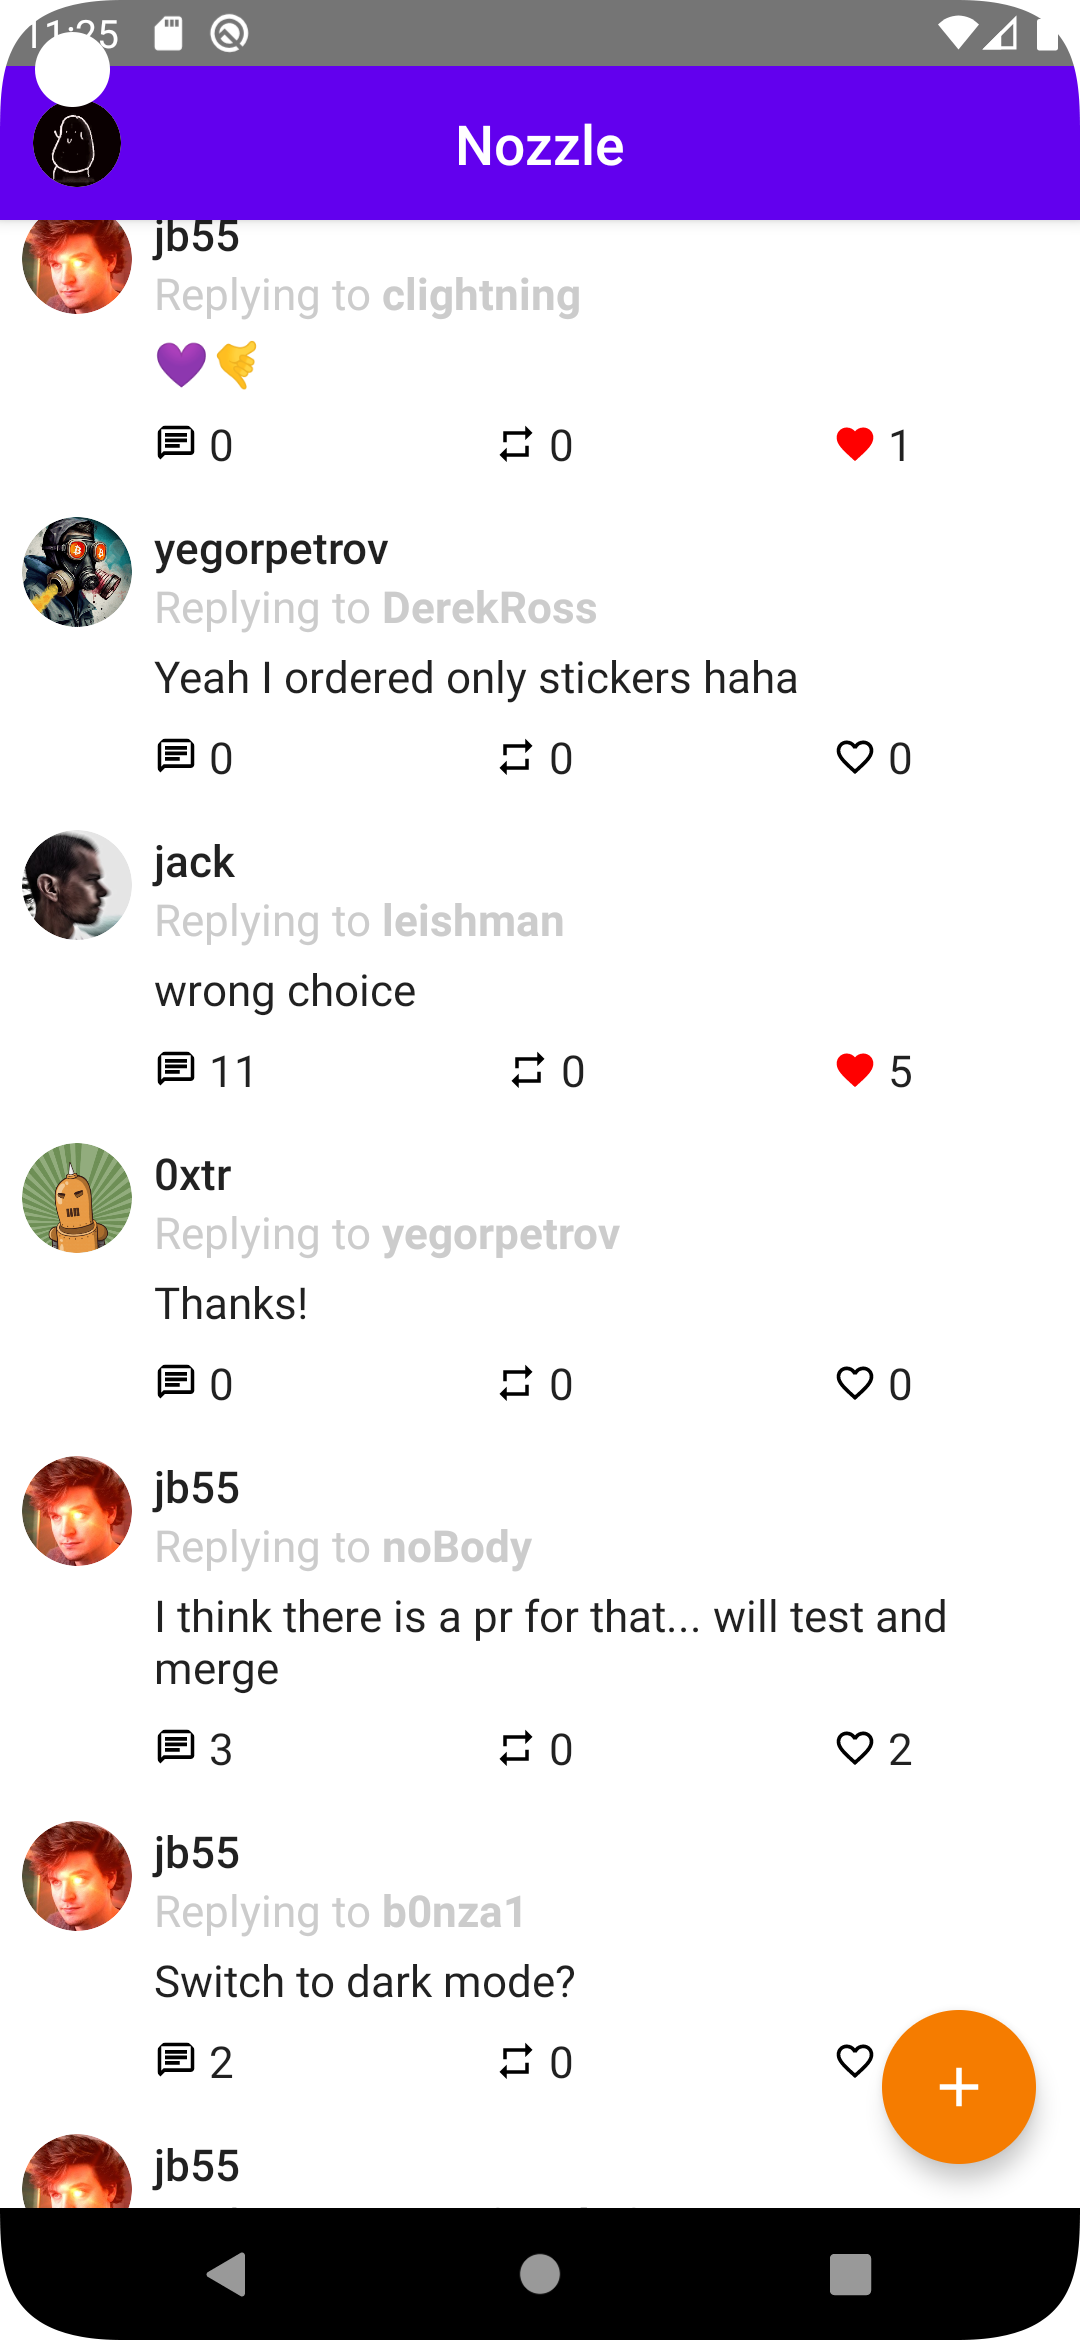 11:25
Nozzle
jb55
Replying to clightning
💜🤙
0 0 1
yegorpetrov
Replying to DerekRoss
Yeah I ordered only stickers haha
0 0 0
jack
Replying to leishman
wrong choice
11 0 5
0xtr
Replying to yegorpetrov
Thanks!
0 0 0
jb55
Replying to noBody
I think there is a pr for that... will test and
merge
3 0 2
jb55
Replying to b0nza1
Switch to dark mode?
2 0
jb55